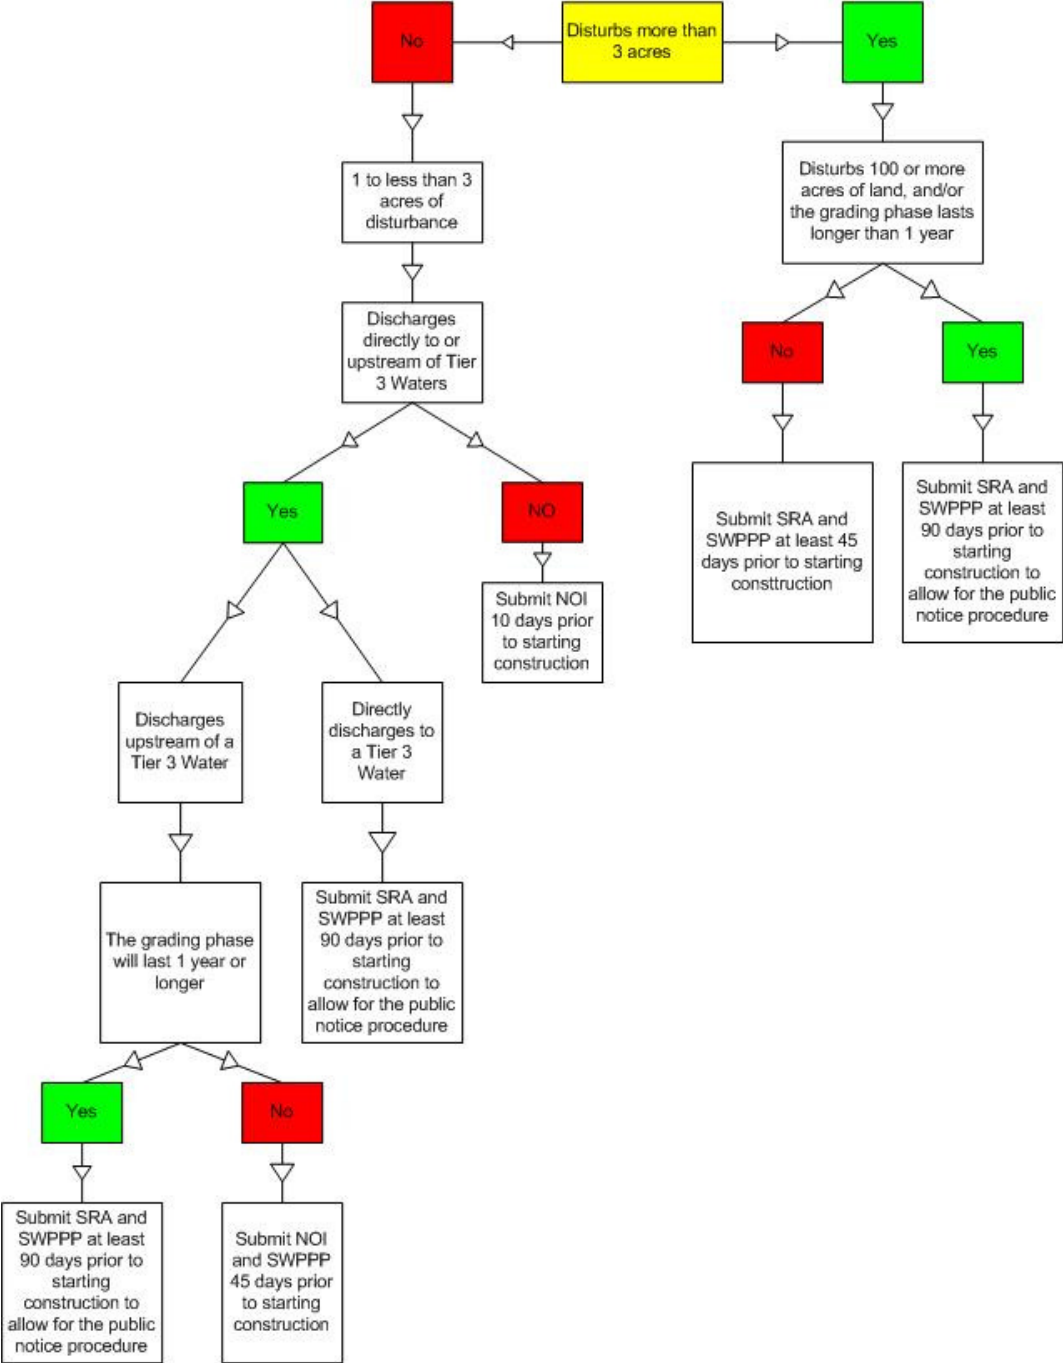 No
Disturbs more than
3 acres
Yes
1 to less than 3
acres of
disturbance
Disturbs 100 or more
acres of land, and/or
the grading phase lasts
longer than 1 year
Discharges
directly to or
upstream of Tier
3 Waters
No
Yes
Yes
NO
Submit SRA and
SWPPP at least 45
days prior to starting
consttruction
Submit SRA and
SWPPP at least
90 days prior to
starting
construction to
allow for the public
notice procedure
Submit NOI
10 days prior
to starting
construction
Discharges
upstream of a
Tier 3 Water
Directly
discharges to
a Tier 3
Water
The grading phase
will last 1 year or
longer
Submit SRA and
SWPPP at least
90 days prior to
starting
construction to
allow for the public
notice procedure
Yes
No
Submit SRA and
SWPPP at least
90 days prior to
starting
construction to
allow for the public
notice procedure
Submit NOI
and SWPPP
45 days prior
to starting
construction